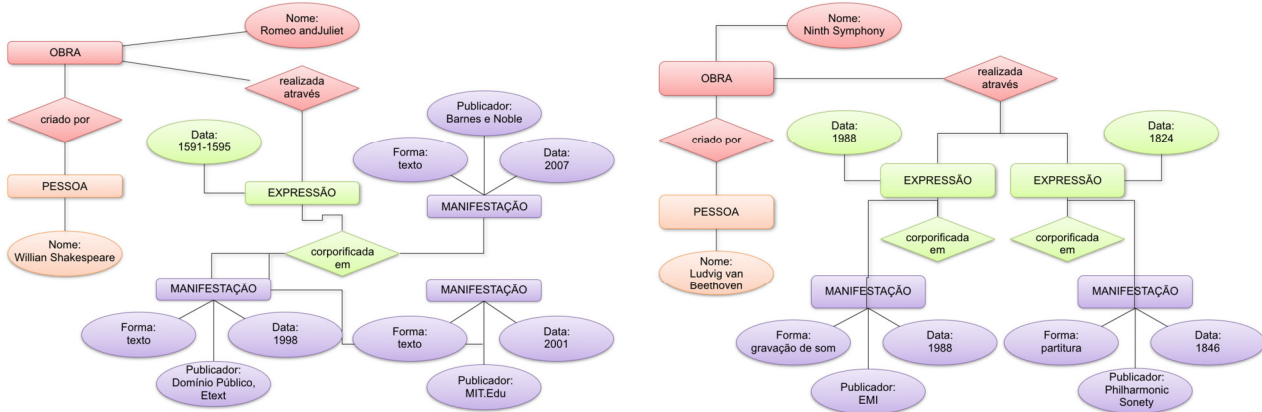 Nome:
Romeo andJuliet
OBRA
realizada
através
criado por
Publicador:
Barnes e Noble
Data:
1591-1595
Forma:
texto
Data:
2007
PESSOA
EXPRESSÃO
MANIFESTAÇÃO
Nome:
Willian Shakespeare
corporificada
em
MANIFESTAÇÃO
MANIFESTAÇÃO
Forma:
texto
Data:
1998
Forma:
texto
Data:
2001
Publicador:
Domínio Público,
Etext
Publicador:
MIT.Edu
Nome:
Ninth Symphony
OBRA
realizada
através
criado por
Data:
1988
Data:
1824
EXPRESSÃO
EXPRESSÃO
PESSOA
corporificada
em
corporificada
em
Nome:
Ludvig van
Beethoven
MANIFESTAÇÃO
MANIFESTAÇÃO
Forma:
gravação de som
Data:
1988
Forma:
partitura
Data:
1846
Publicador:
EMI
Publicador:
Philharmonic
Sonety